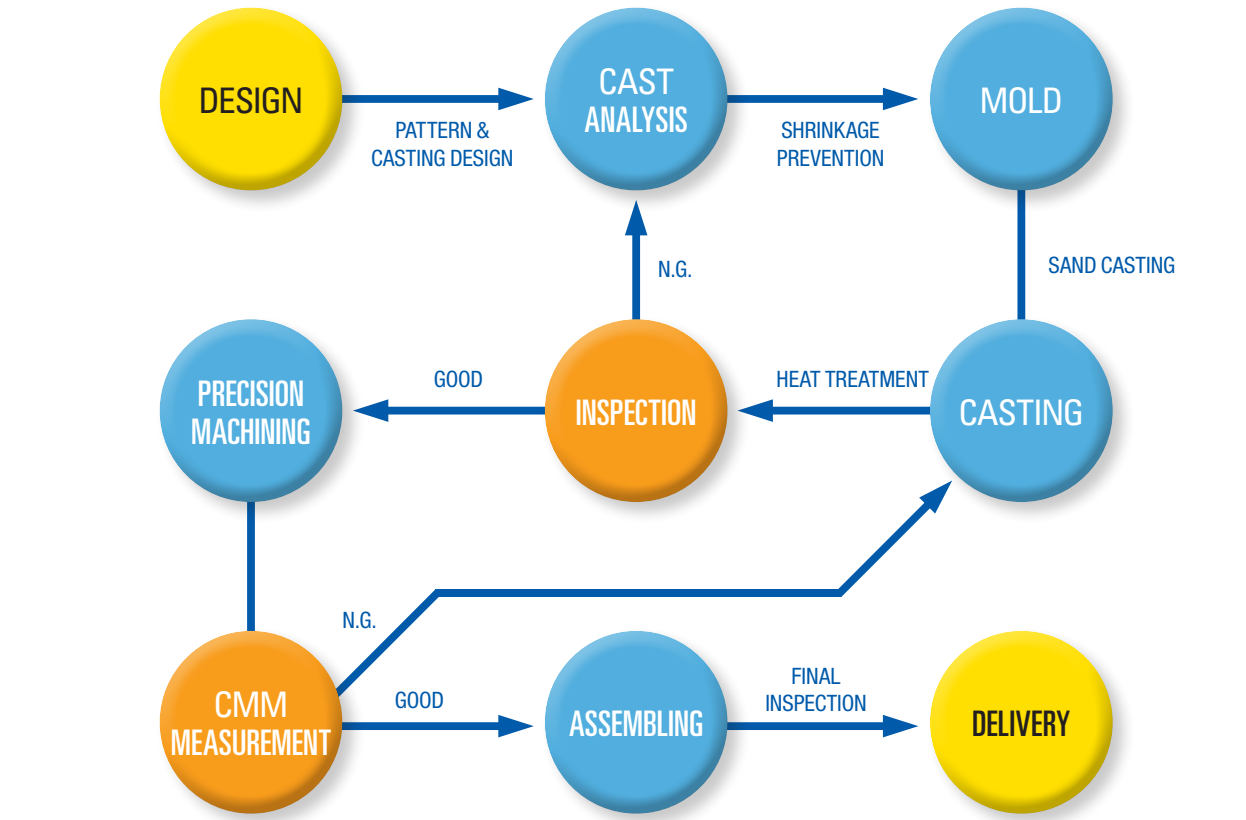 DESIGN
PATTERN &
CASTING DESIGN
CAST
ANALYSIS
SHRINKAGE
PREVENTION
MOLD
SAND CASTING
N.G.
PRECISION
MACHINING
GOOD
INSPECTION
HEAT TREATMENT
CASTING
N.G.
CMM
MEASUREMENT
GOOD
ASSEMBLING
FINAL
INSPECTION
DELIVERY